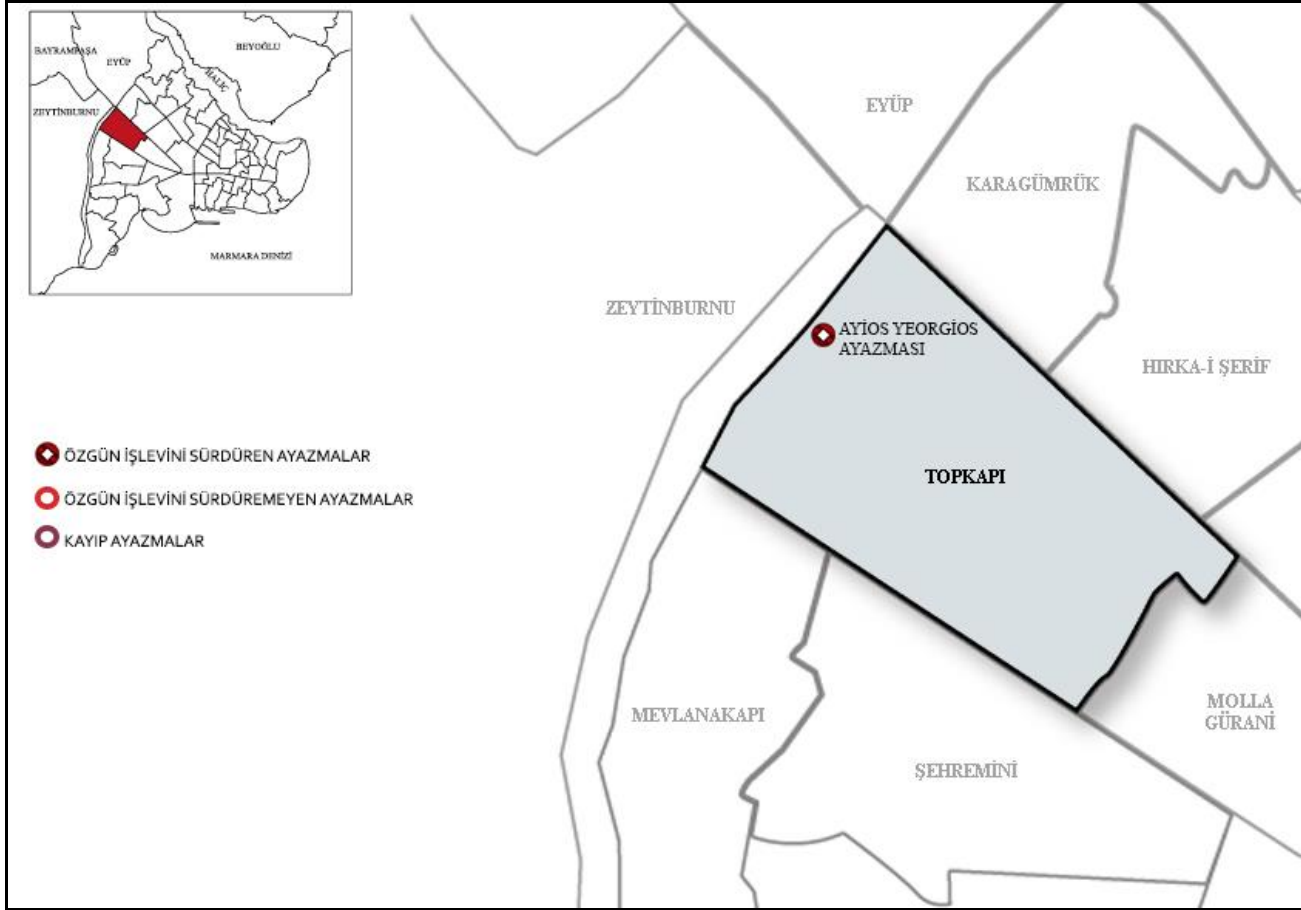 BAYRAMPAŞA
EYÜP
BEYOĞLU
HALİÇ
ZEYTİNBURNU
MARMARA DENİZİ
EYÜP
KARAGÜMRÜK
ZEYTİNBURNU
AYİOS YEORGİOS
AYAZMASI
HIRKA-İ ŞERİF
ÖZGÜN İŞLEVİNİ SÜRDÜREN AYAZMALAR
ÖZGÜN İŞLEVİNİ SÜRDÜREMEYEN AYAZMALAR
KAYIP AYAZMALAR
TOPKAPI
MEVLANAKAPI
MOLLA
GÜRANİ
ŞEHREMİNİ